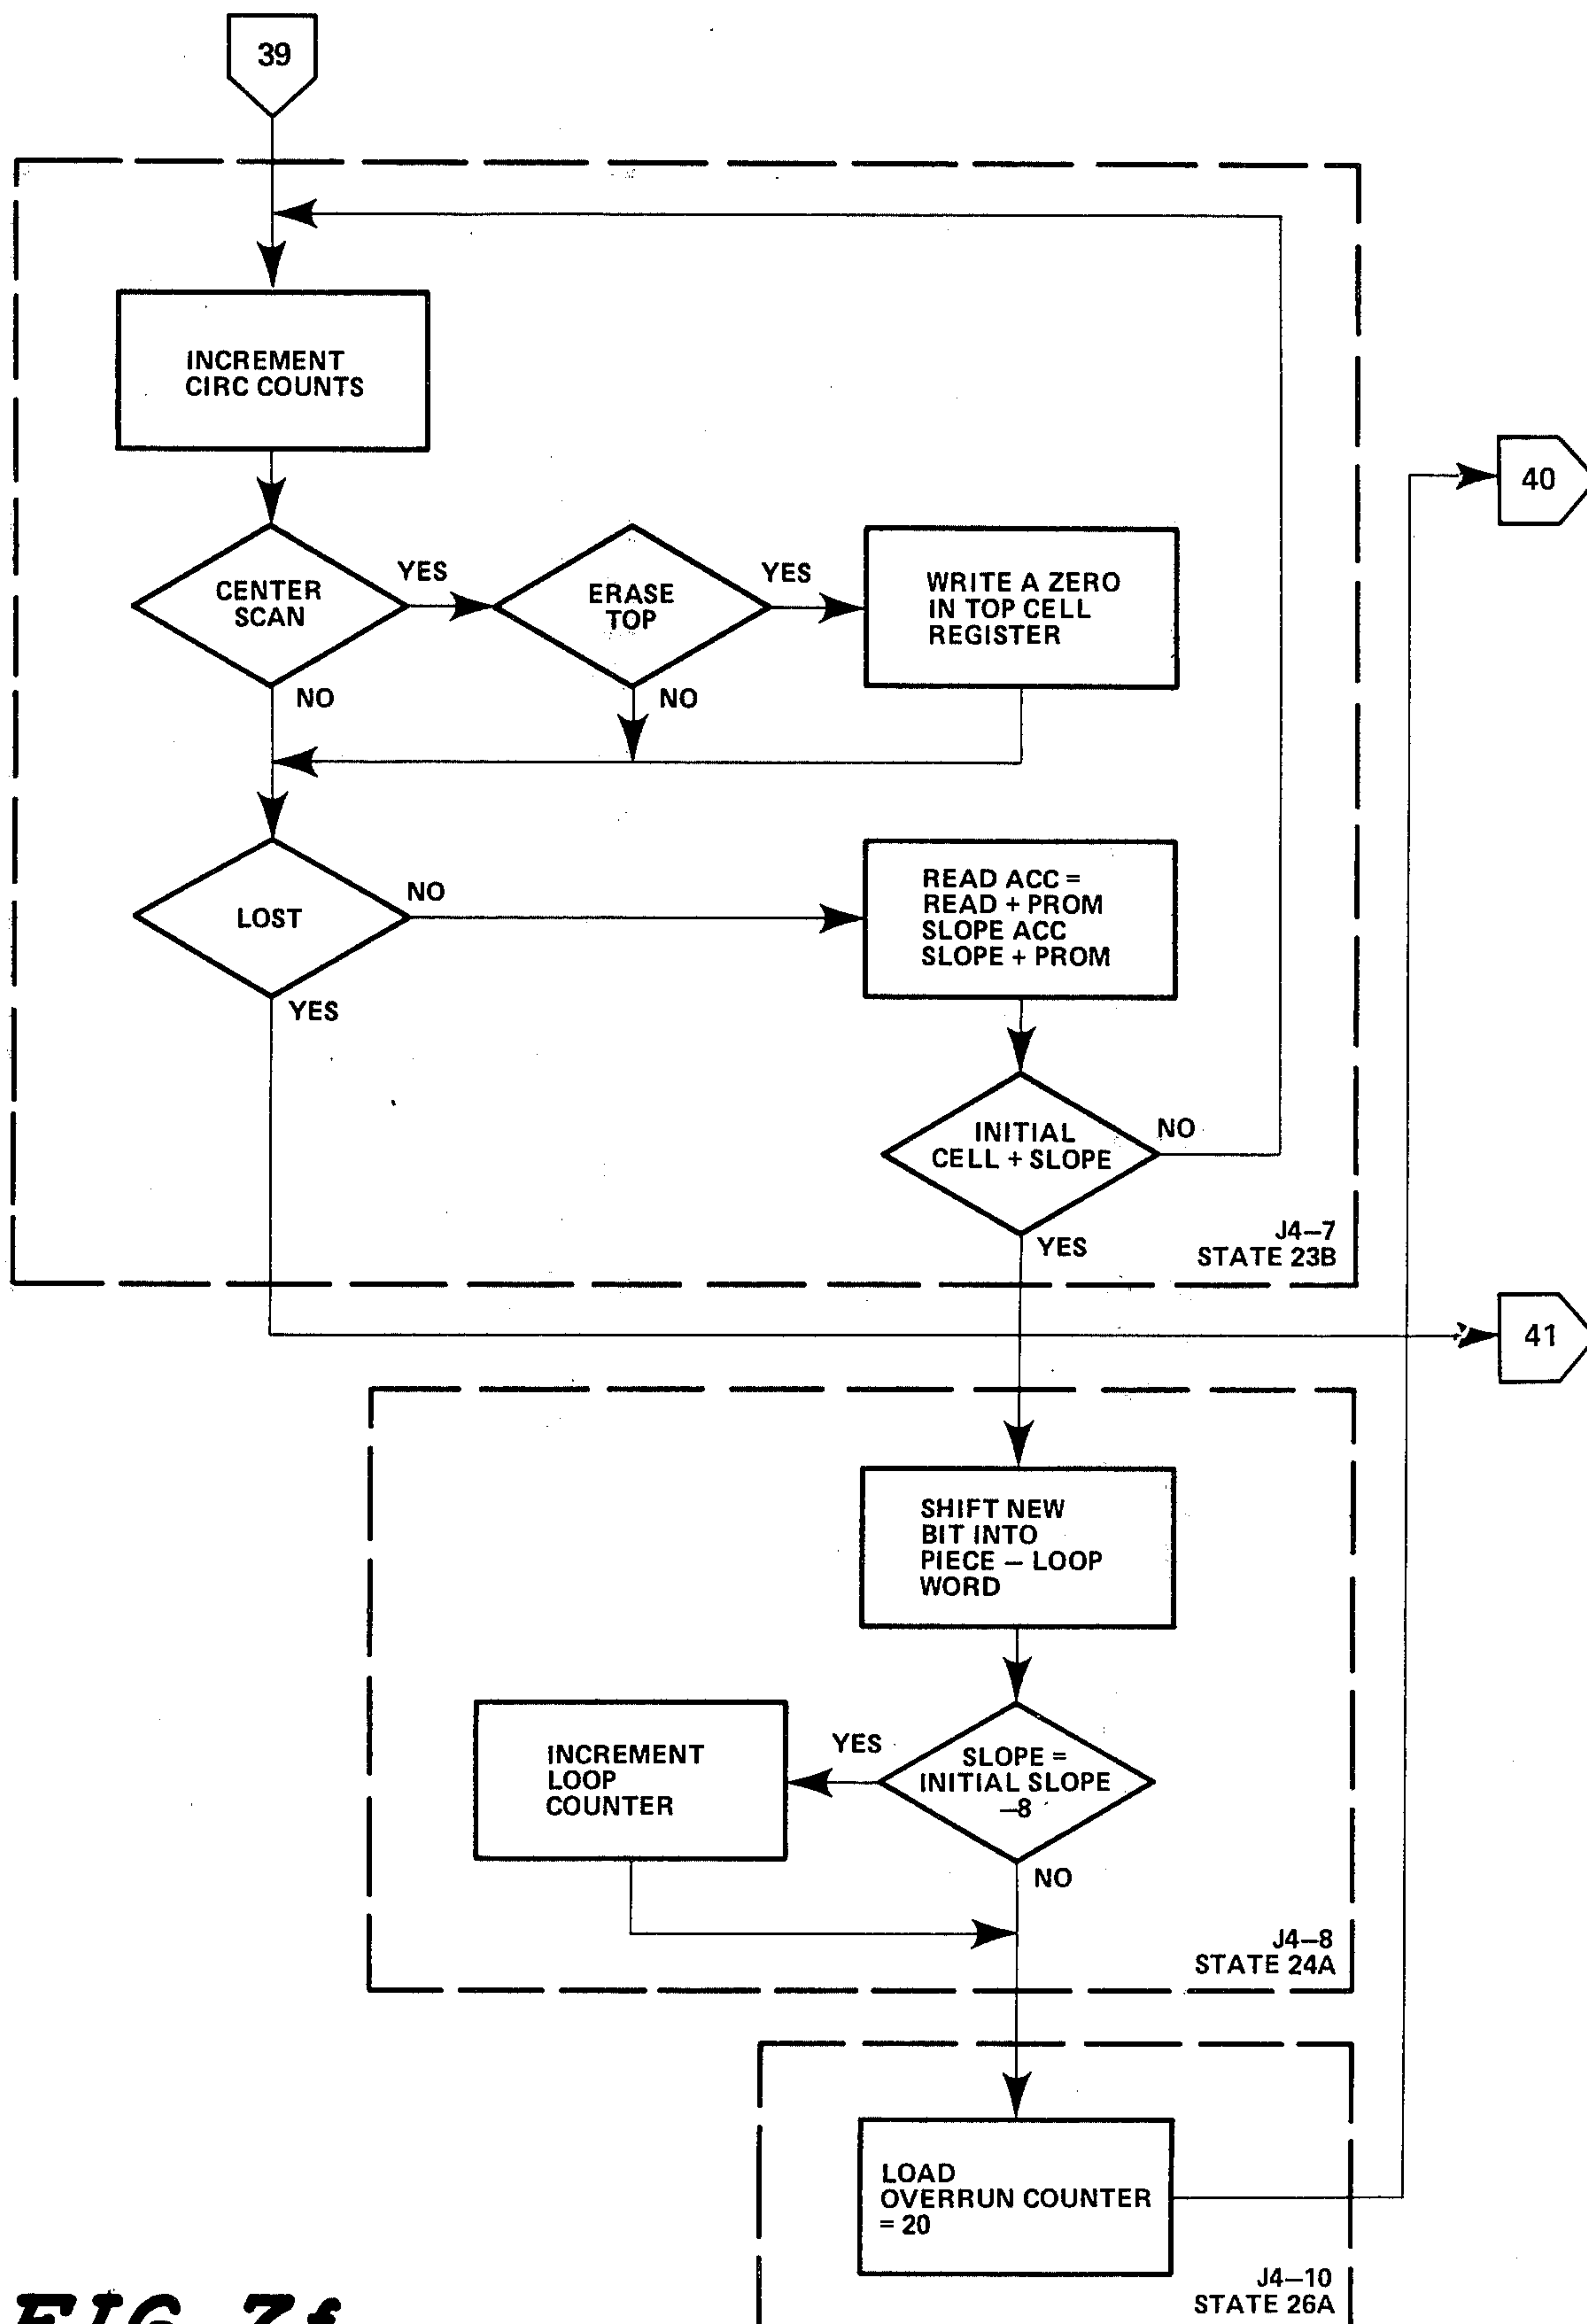 39
INCREMENT
CIRC COUNTS
40
CENTER
SCAN
YES
NO
ERASE
TOP
YES
NO
WRITE A ZERO
IN TOP CELL
REGISTER
LOST
NO
YES
READ ACC =
READ + PROM
SLOPE ACC
SLOPE + PROM
INITIAL
CELL + SLOPE
NO
YES
J4–7
STATE 23B
41
SHIFT NEW
BIT INTO
PIECE – LOOP
WORD
SLOPE =
INITIAL SLOPE
–8
YES
NO
INCREMENT
LOOP
COUNTER
J4–8
STATE 24A
LOAD
OVERRUN COUNTER
= 20
J4–10
STATE 26A
FIG. 7f